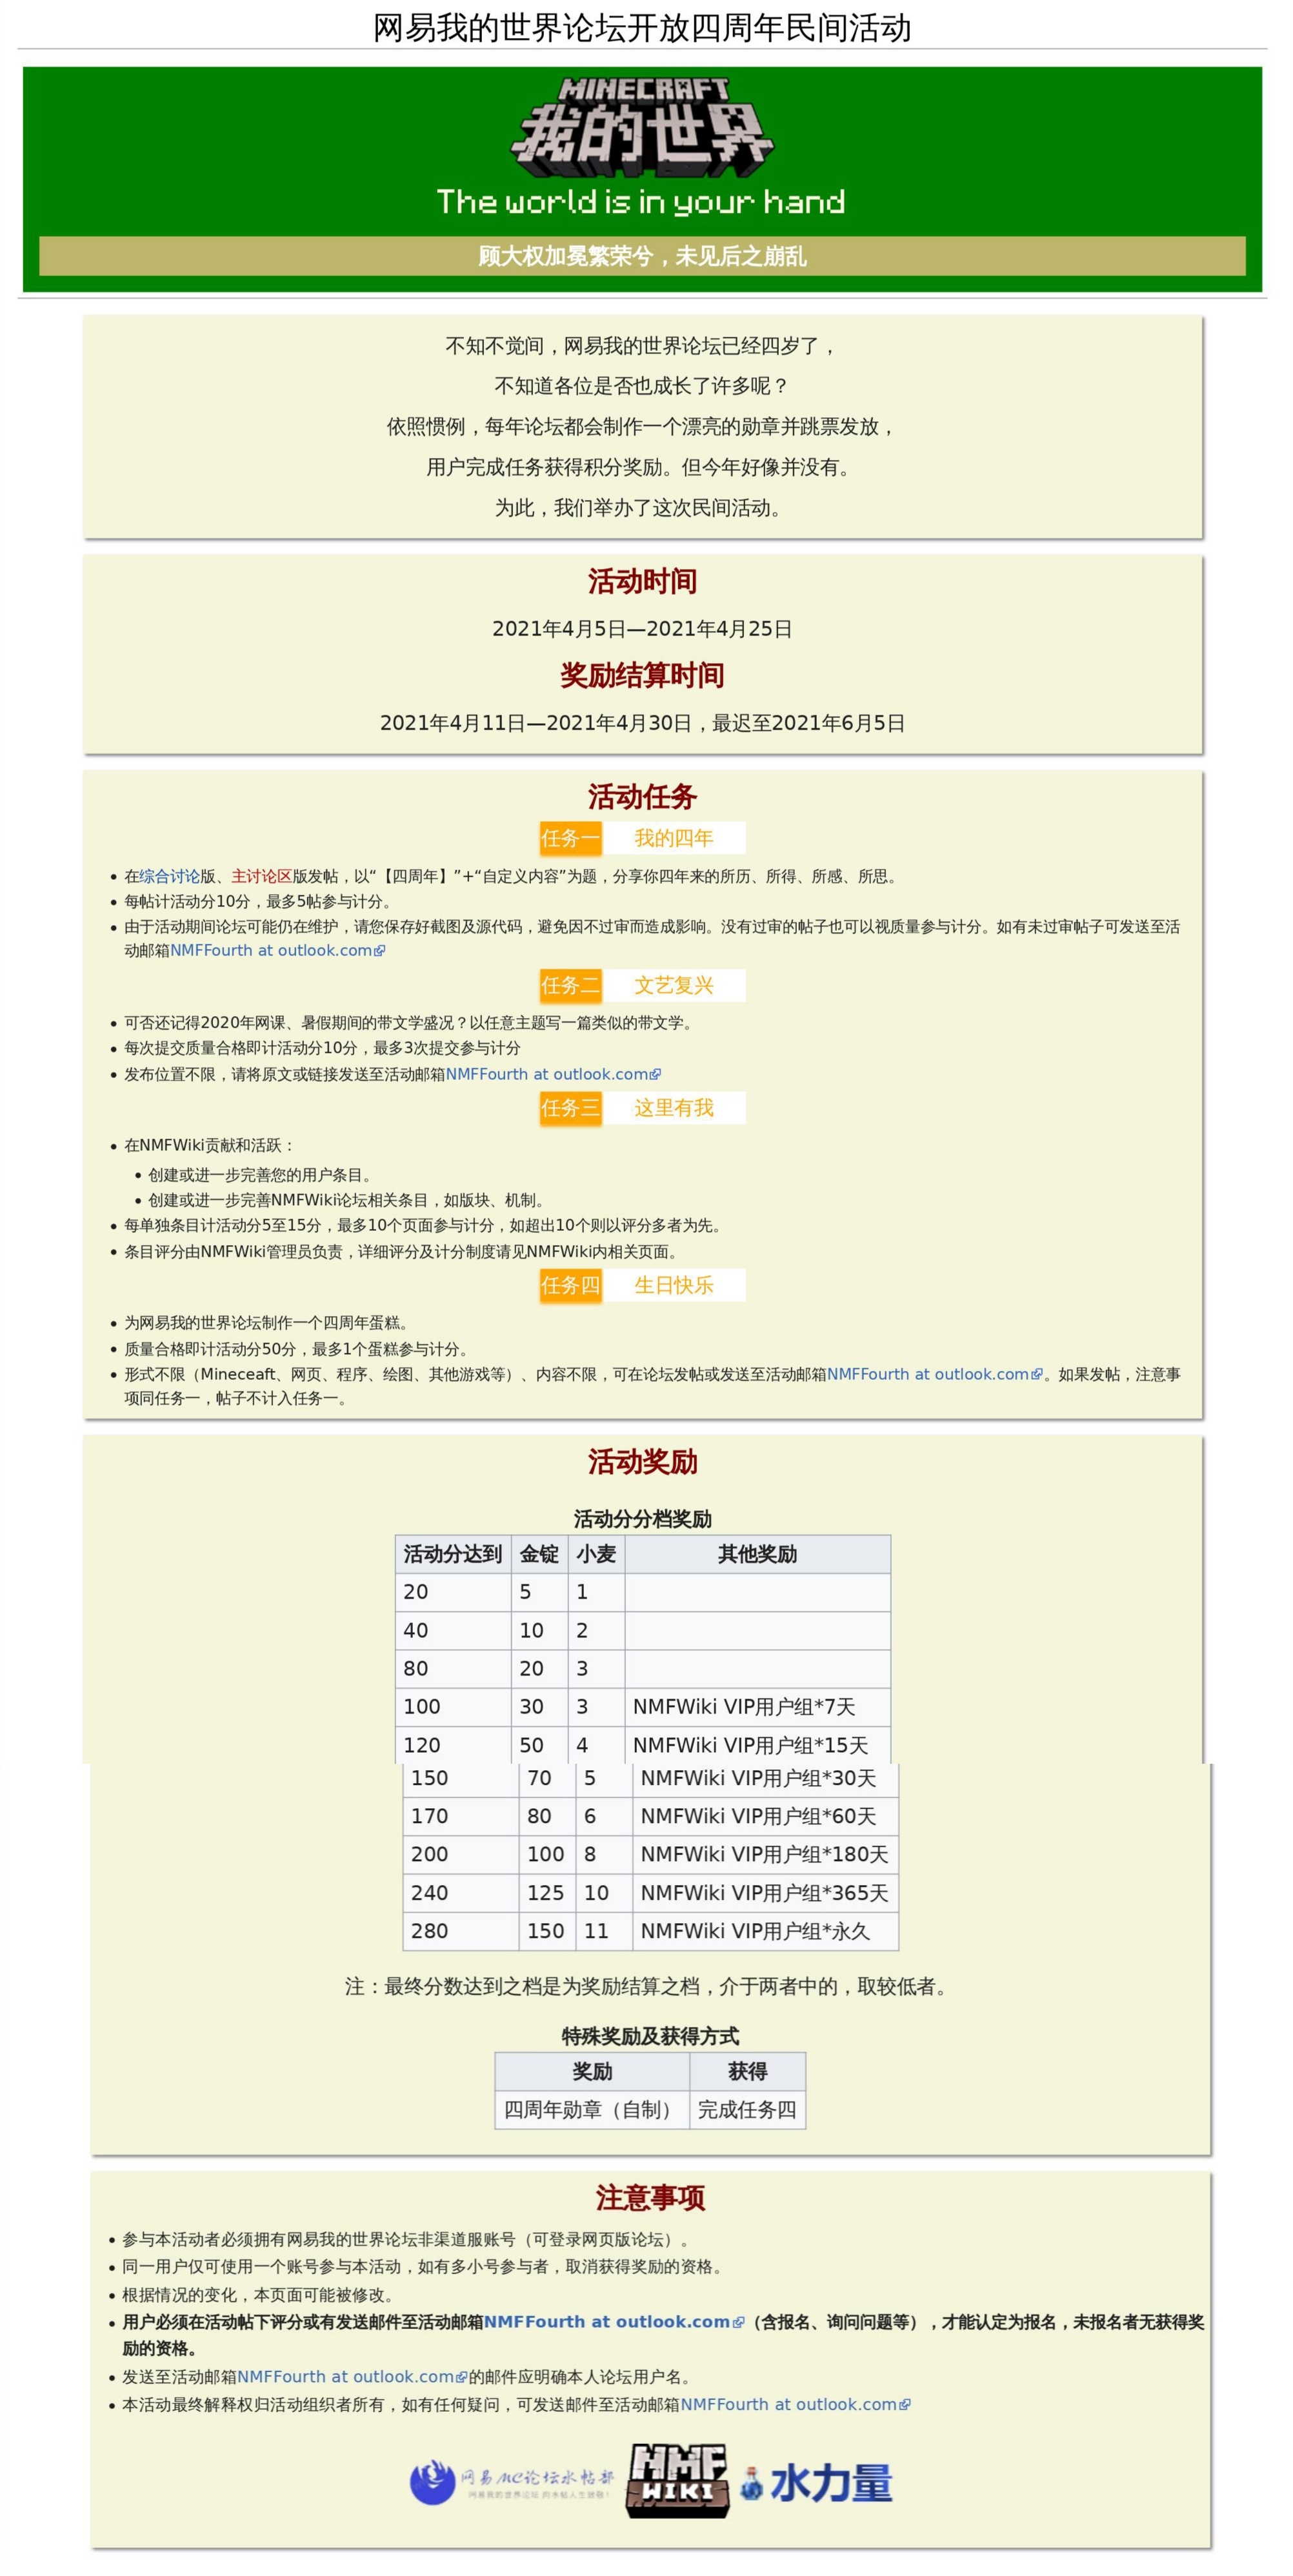 网易我的世界论坛开放四周年民间活动
MINECRAFT
我的世界
The world is in your hand
顾大权加冕繁荣兮，未见后之崩乱
不知不觉间，网易我的世界论坛已经四岁了，
不知道各位是否也成长了许多呢？
依照惯例，每年论坛都会制作一个漂亮的勋章并跳票发放，
用户完成任务获得积分奖励。但今年好像并没有。
为此，我们举办了这次民间活动。
活动时间
2021年4月5日—2021年4月25日
奖励结算时间
2021年4月11日—2021年4月30日，最迟至2021年6月5日
活动任务
任务一 我的四年
• 在综合讨论版、主讨论区版发帖，以“【四周年】”+“自定义内容”为题，分享你四年来的所历、所得、所感、所思。
• 每帖计活动分10分，最多5帖参与计分。
• 由于活动期间论坛可能仍在维护，请您保存好截图及源代码，避免因不过审而造成影响。没有过审的帖子也可以视质量参与计分。如有未过审帖子可发送至活
动邮箱NMFFourth at outlook.com
任务二 文艺复兴
• 可否还记得2020年网课、暑假期间的带文学盛况？以任意主题写一篇类似的带文学。
• 每次提交质量合格即计活动分10分，最多3次提交参与计分
• 发布位置不限，请将原文或链接发送至活动邮箱NMFFourth at outlook.com
任务三 这里有我
• 在NMFWiki贡献和活跃：
• 创建或进一步完善您的用户条目。
• 创建或进一步完善NMFWiki论坛相关条目，如版块、机制。
• 每单独条目计活动分5至15分，最多10个页面参与计分，如超出10个则以评分多者为先。
• 条目评分由NMFWiki管理员负责，详细评分及计分制度请见NMFWiki内相关页面。
任务四 生日快乐
• 为网易我的世界论坛制作一个四周年蛋糕。
• 质量合格即计活动分50分，最多1个蛋糕参与计分。
• 形式不限（Mineceaft、网页、程序、绘图、其他游戏等）、内容不限，可在论坛发帖或发送至活动邮箱NMFFourth at outlook.com。如果发帖，注意事
项同任务一，帖子不计入任务一。
活动奖励
活动分分档奖励
活动分达到 金锭 小麦 其他奖励
20 5 1
40 10 2
80 20 3
100 30 3 NMFWiki VIP用户组*7天
120 50 4 NMFWiki VIP用户组*15天
150 70 5 NMFWiki VIP用户组*30天
170 80 6 NMFWiki VIP用户组*60天
200 100 8 NMFWiki VIP用户组*180天
240 125 10 NMFWiki VIP用户组*365天
280 150 11 NMFWiki VIP用户组*永久
注：最终分数达到之档是为奖励结算之档，介于两者中的，取较低者。
特殊奖励及获得方式
奖励 获得
四周年勋章（自制） 完成任务四
注意事项
• 参与本活动者必须拥有网易我的世界论坛非渠道服账号（可登录网页版论坛）。
• 同一用户仅可使用一个账号参与本活动，如有多小号参与者，取消获得奖励的资格。
• 根据情况的变化，本页面可能被修改。
• 用户必须在活动帖下评分或有发送邮件至活动邮箱NMFFourth at outlook.com（含报名、询问问题等），才能认定为报名，未报名者无获得奖
励的资格。
• 发送至活动邮箱NMFFourth at outlook.com的邮件应明确本人论坛用户名。
• 本活动最终解释权归活动组织者所有，如有任何疑问，可发送邮件至活动邮箱NMFFourth at outlook.com
网易MC论坛水帖部
网易我的世界论坛,向水帖人生致敬!
NMF
WIKI
水力量